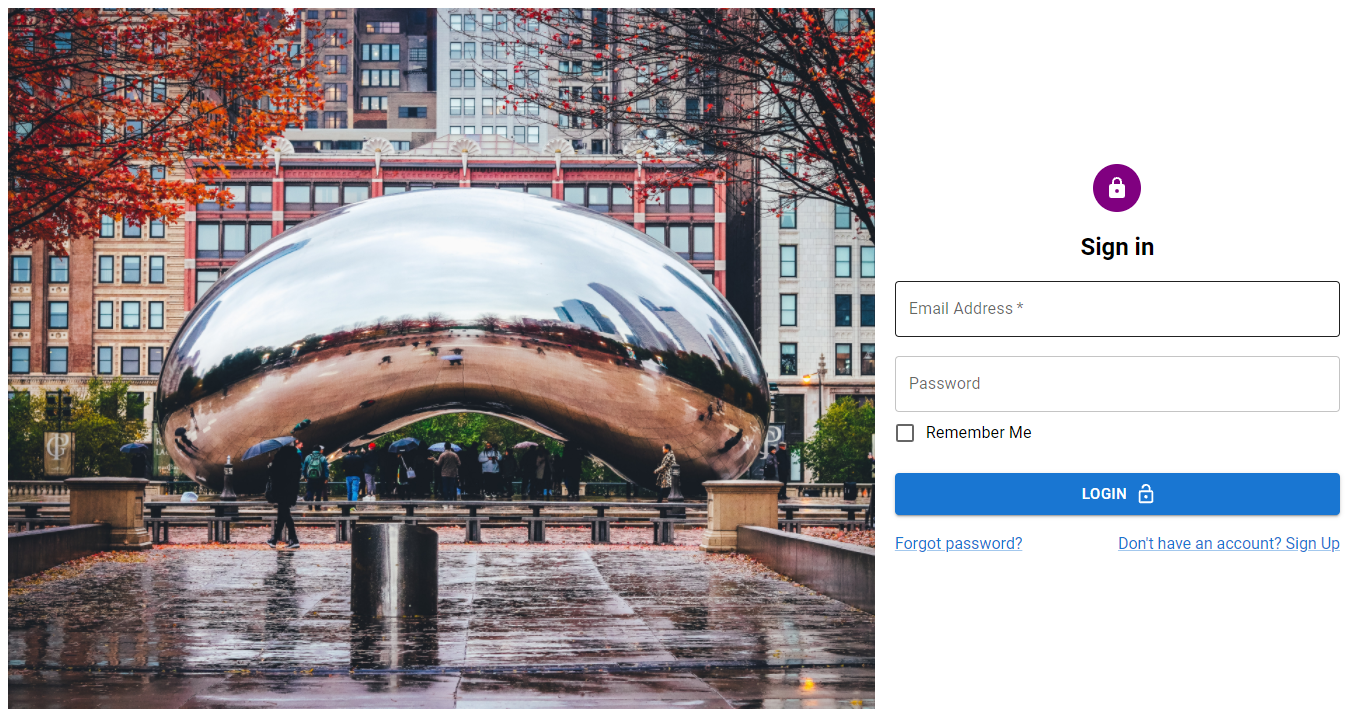 Sign in
Email Address *
Password
Remember Me
LOGIN
Forgot password?
Don't have an account? Sign Up